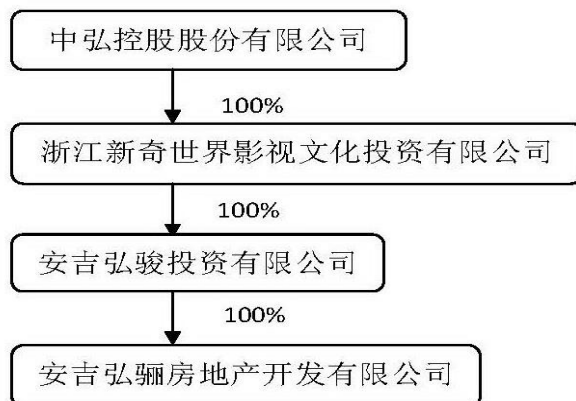 中弘控股股份有限公司
100%
浙江新奇世界影视文化投资有限公司
100%
安吉弘骏投资有限公司
100%
安吉弘骊房地产开发有限公司